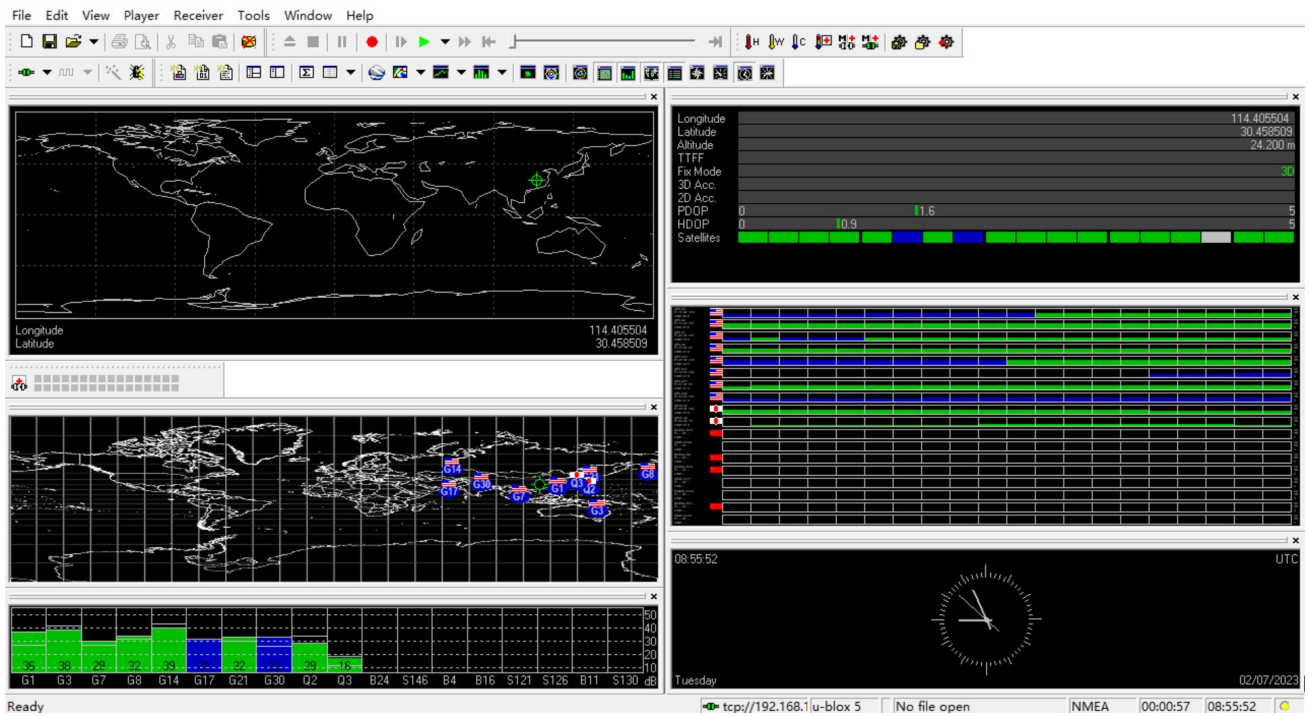 File Edit View Player Receiver Tools Window Help
H W C
Longitude 114.405504
Latitude 30.458509
G14 G8
G17 G30 G7 G1 Q3 Q2
G3
50
40
30
20
10
36 38 29 32 39 32 29 16
G1 G3 G7 G8 G14 G17 G21 G30 Q2 Q3 B24 S146 B4 B16 S121 S126 B11 S130 dB
Longitude 114.405504
Latitude 30.458509
Altitude 24.200 m
TTFF
Fix Mode 3D
3D Acc.
2D Acc.
PDOP 0 1.6 5
HDOP 0 0.9 5
Satellites
08:55:52 UTC
Tuesday 02/07/2023
Ready tcp://192.168.1 u-blox 5 No file open NMEA 00:00:57 08:55:52